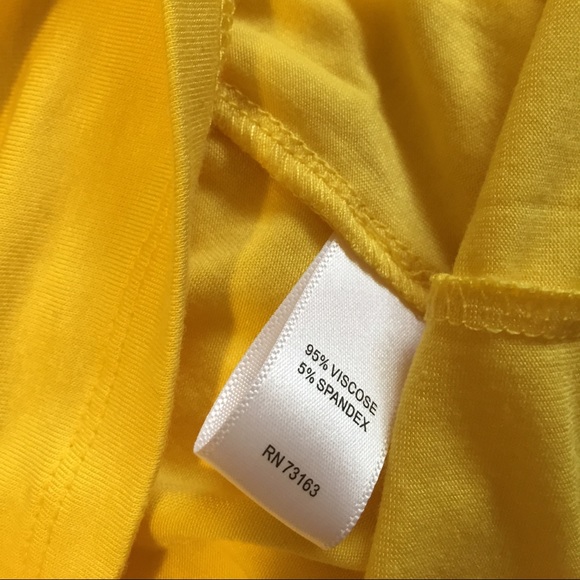 95% VISCOSE
5% SPANDEX
RN 73163